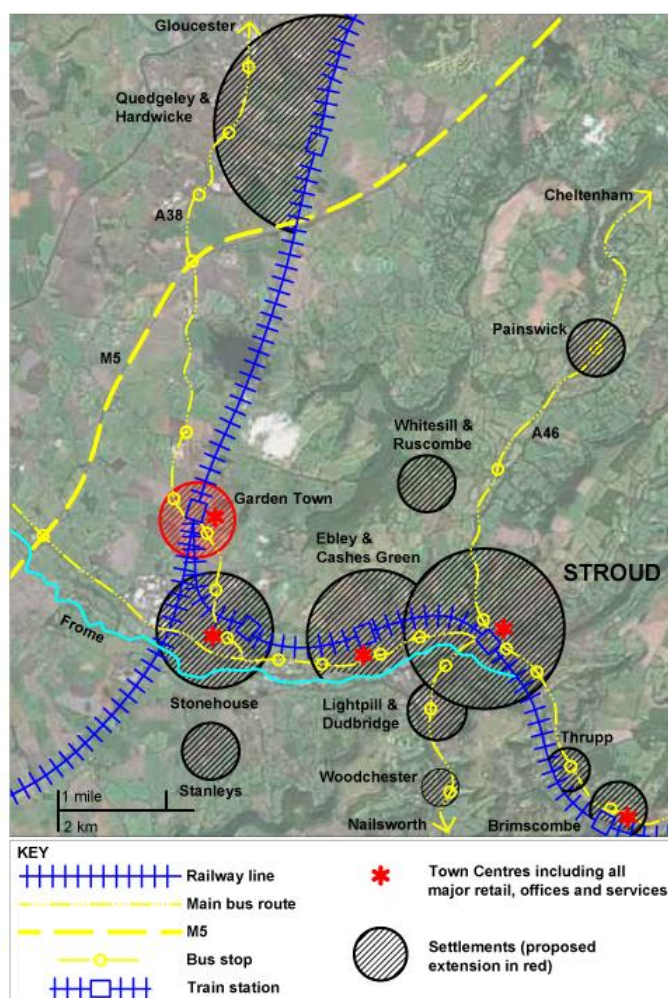 Gloucester
Quedgeley &
Hardwicke
A38
Cheltenham
M5
Painswick
A46
Whitesill &
Ruscombe
Garden Town
Ebley &
Cashes Green
STROUD
Frome
Stonehouse
Lightpill &
Dudbridge
Stanleys
Thrupp
Woodchester
1 mile
2 km
Nailsworth
Brimscombe
KEY
Railway line
Main bus route
M5
Bus stop
Train station
Town Centres including all
major retail, offices and services
Settlements (proposed
extension in red)